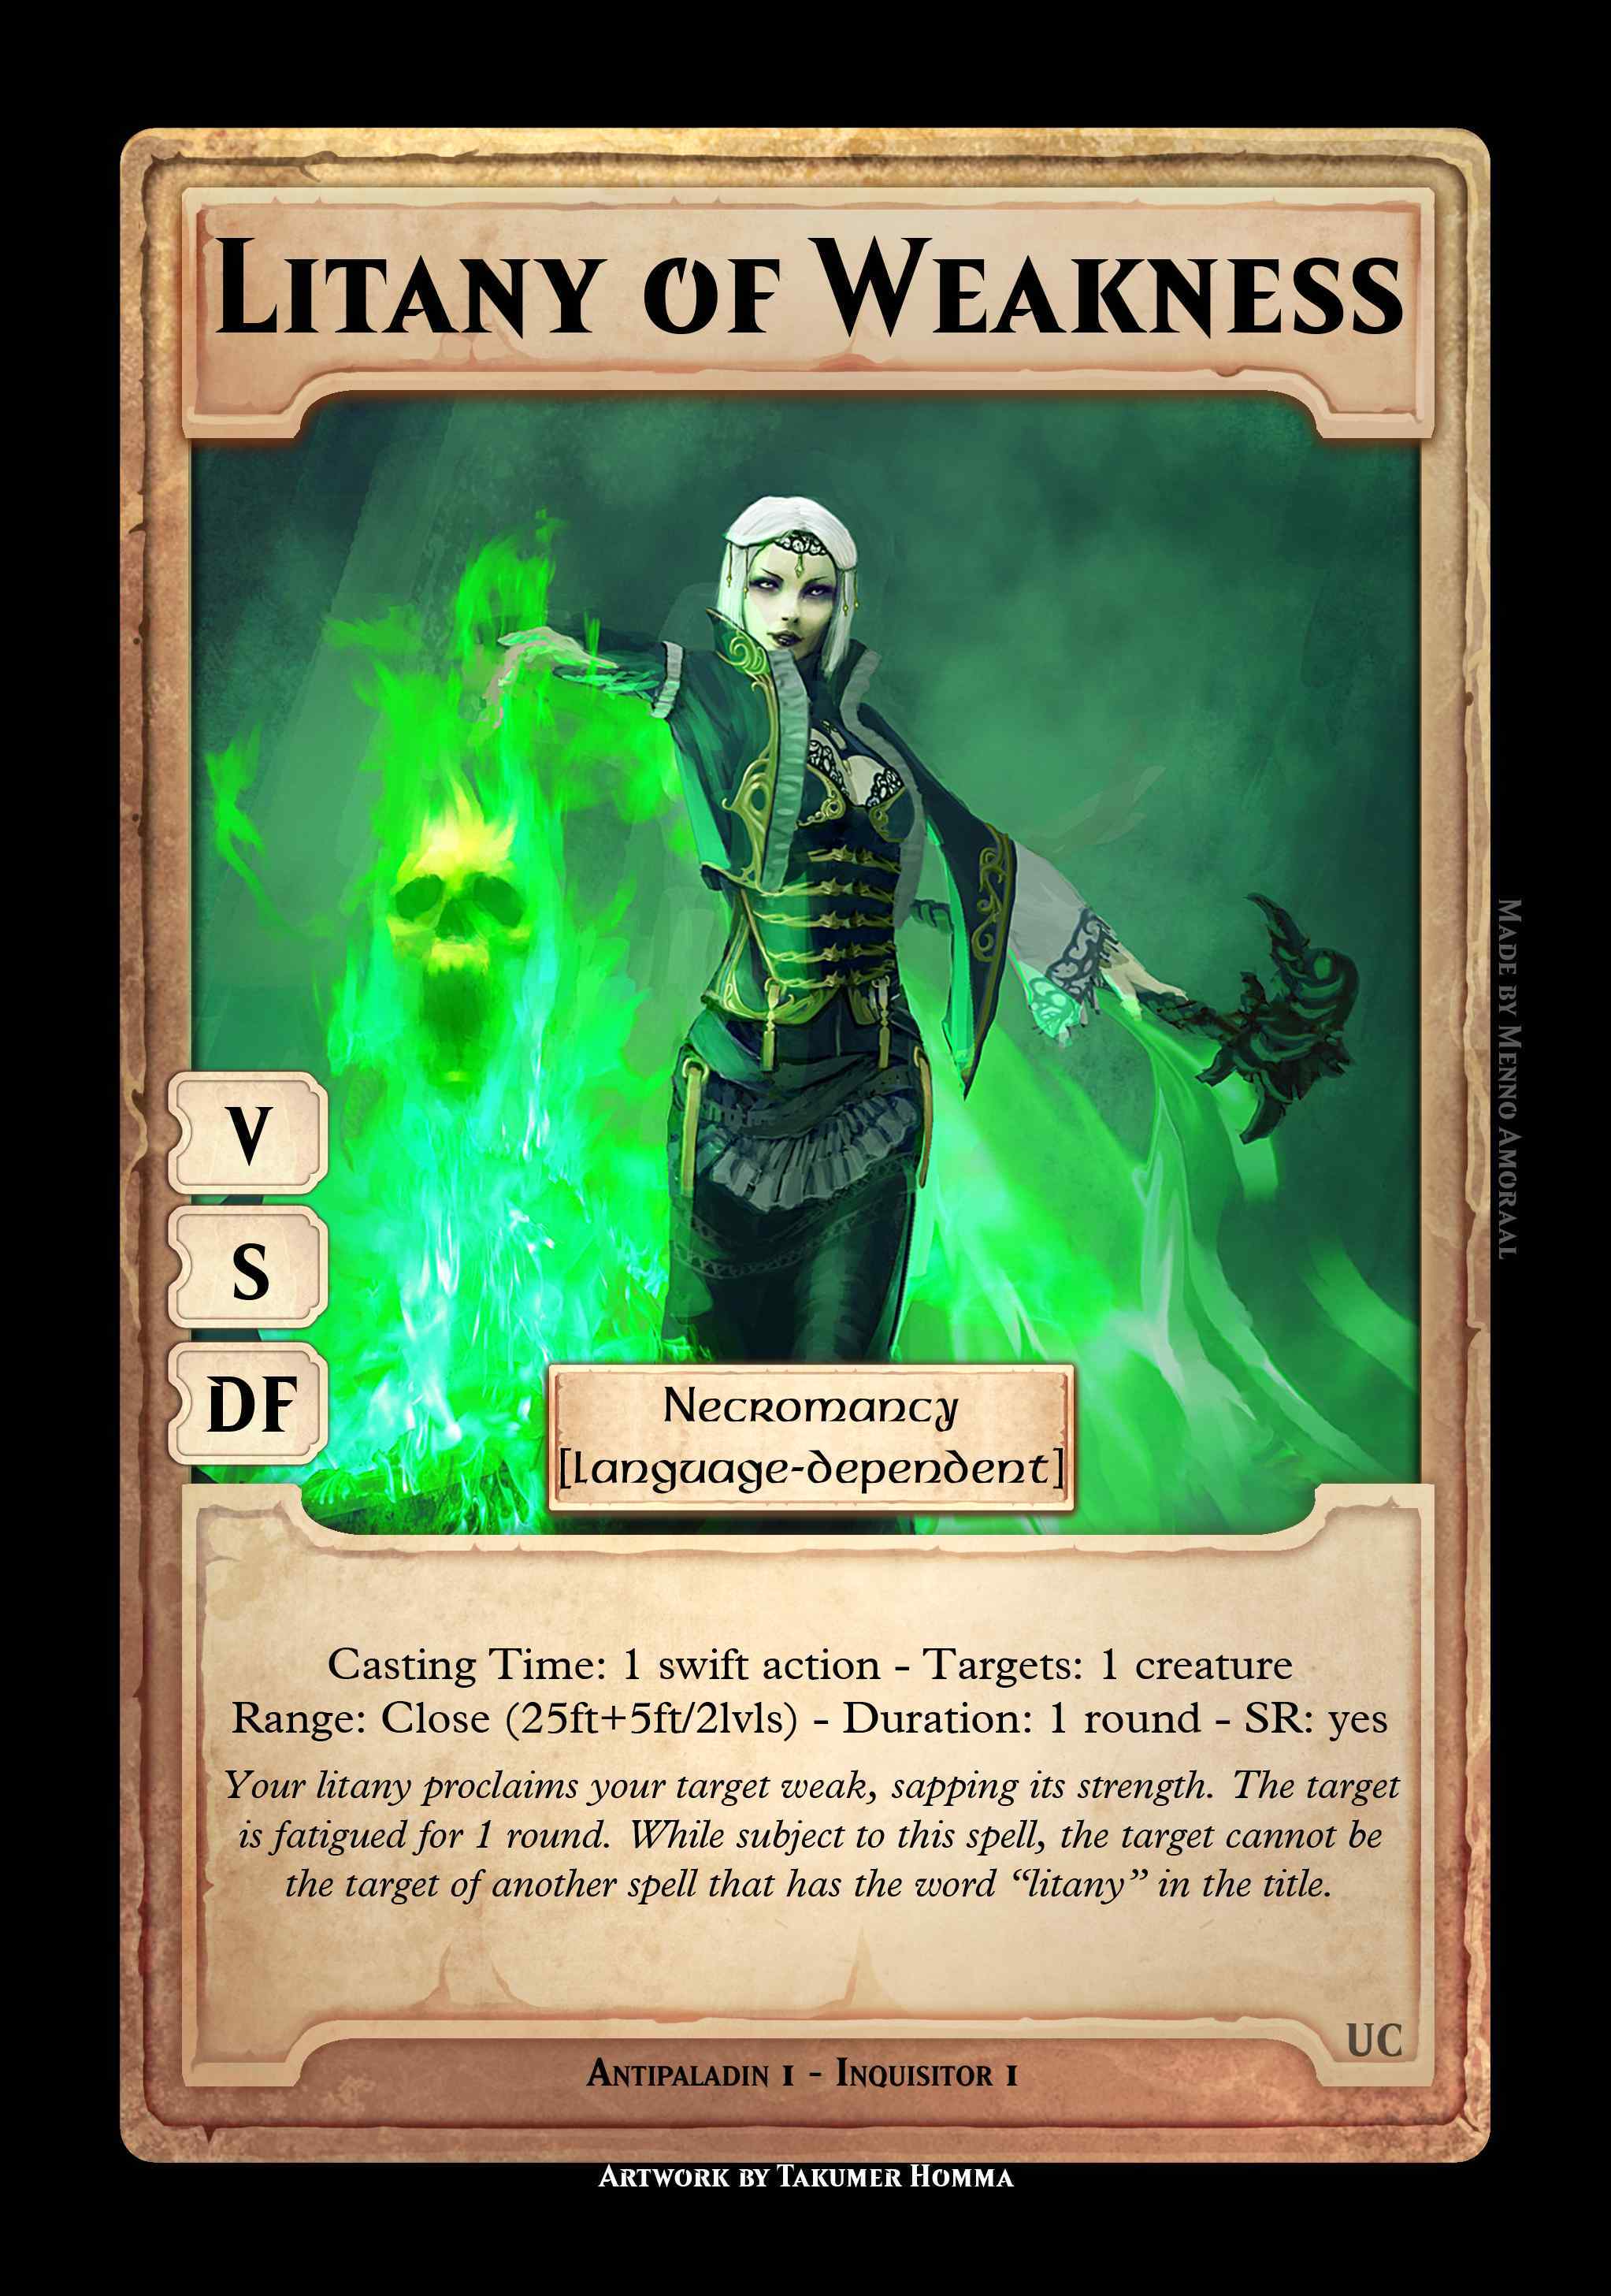 Litany of Weakness
V
S
DF
Necromancy
[Language-dependent]
Casting Time: 1 swift action - Targets: 1 creature
Range: Close (25ft+5ft/2lvls) - Duration: 1 round - SR: yes
Your litany proclaims your target weak, sapping its strength. The target
is fatigued for 1 round. While subject to this spell, the target cannot be
the target of another spell that has the word “litany” in the title.
UC
Antipaladin 1 - Inquisitor 1
Artwork by Takumer Homma
Made by Menno Amoraal